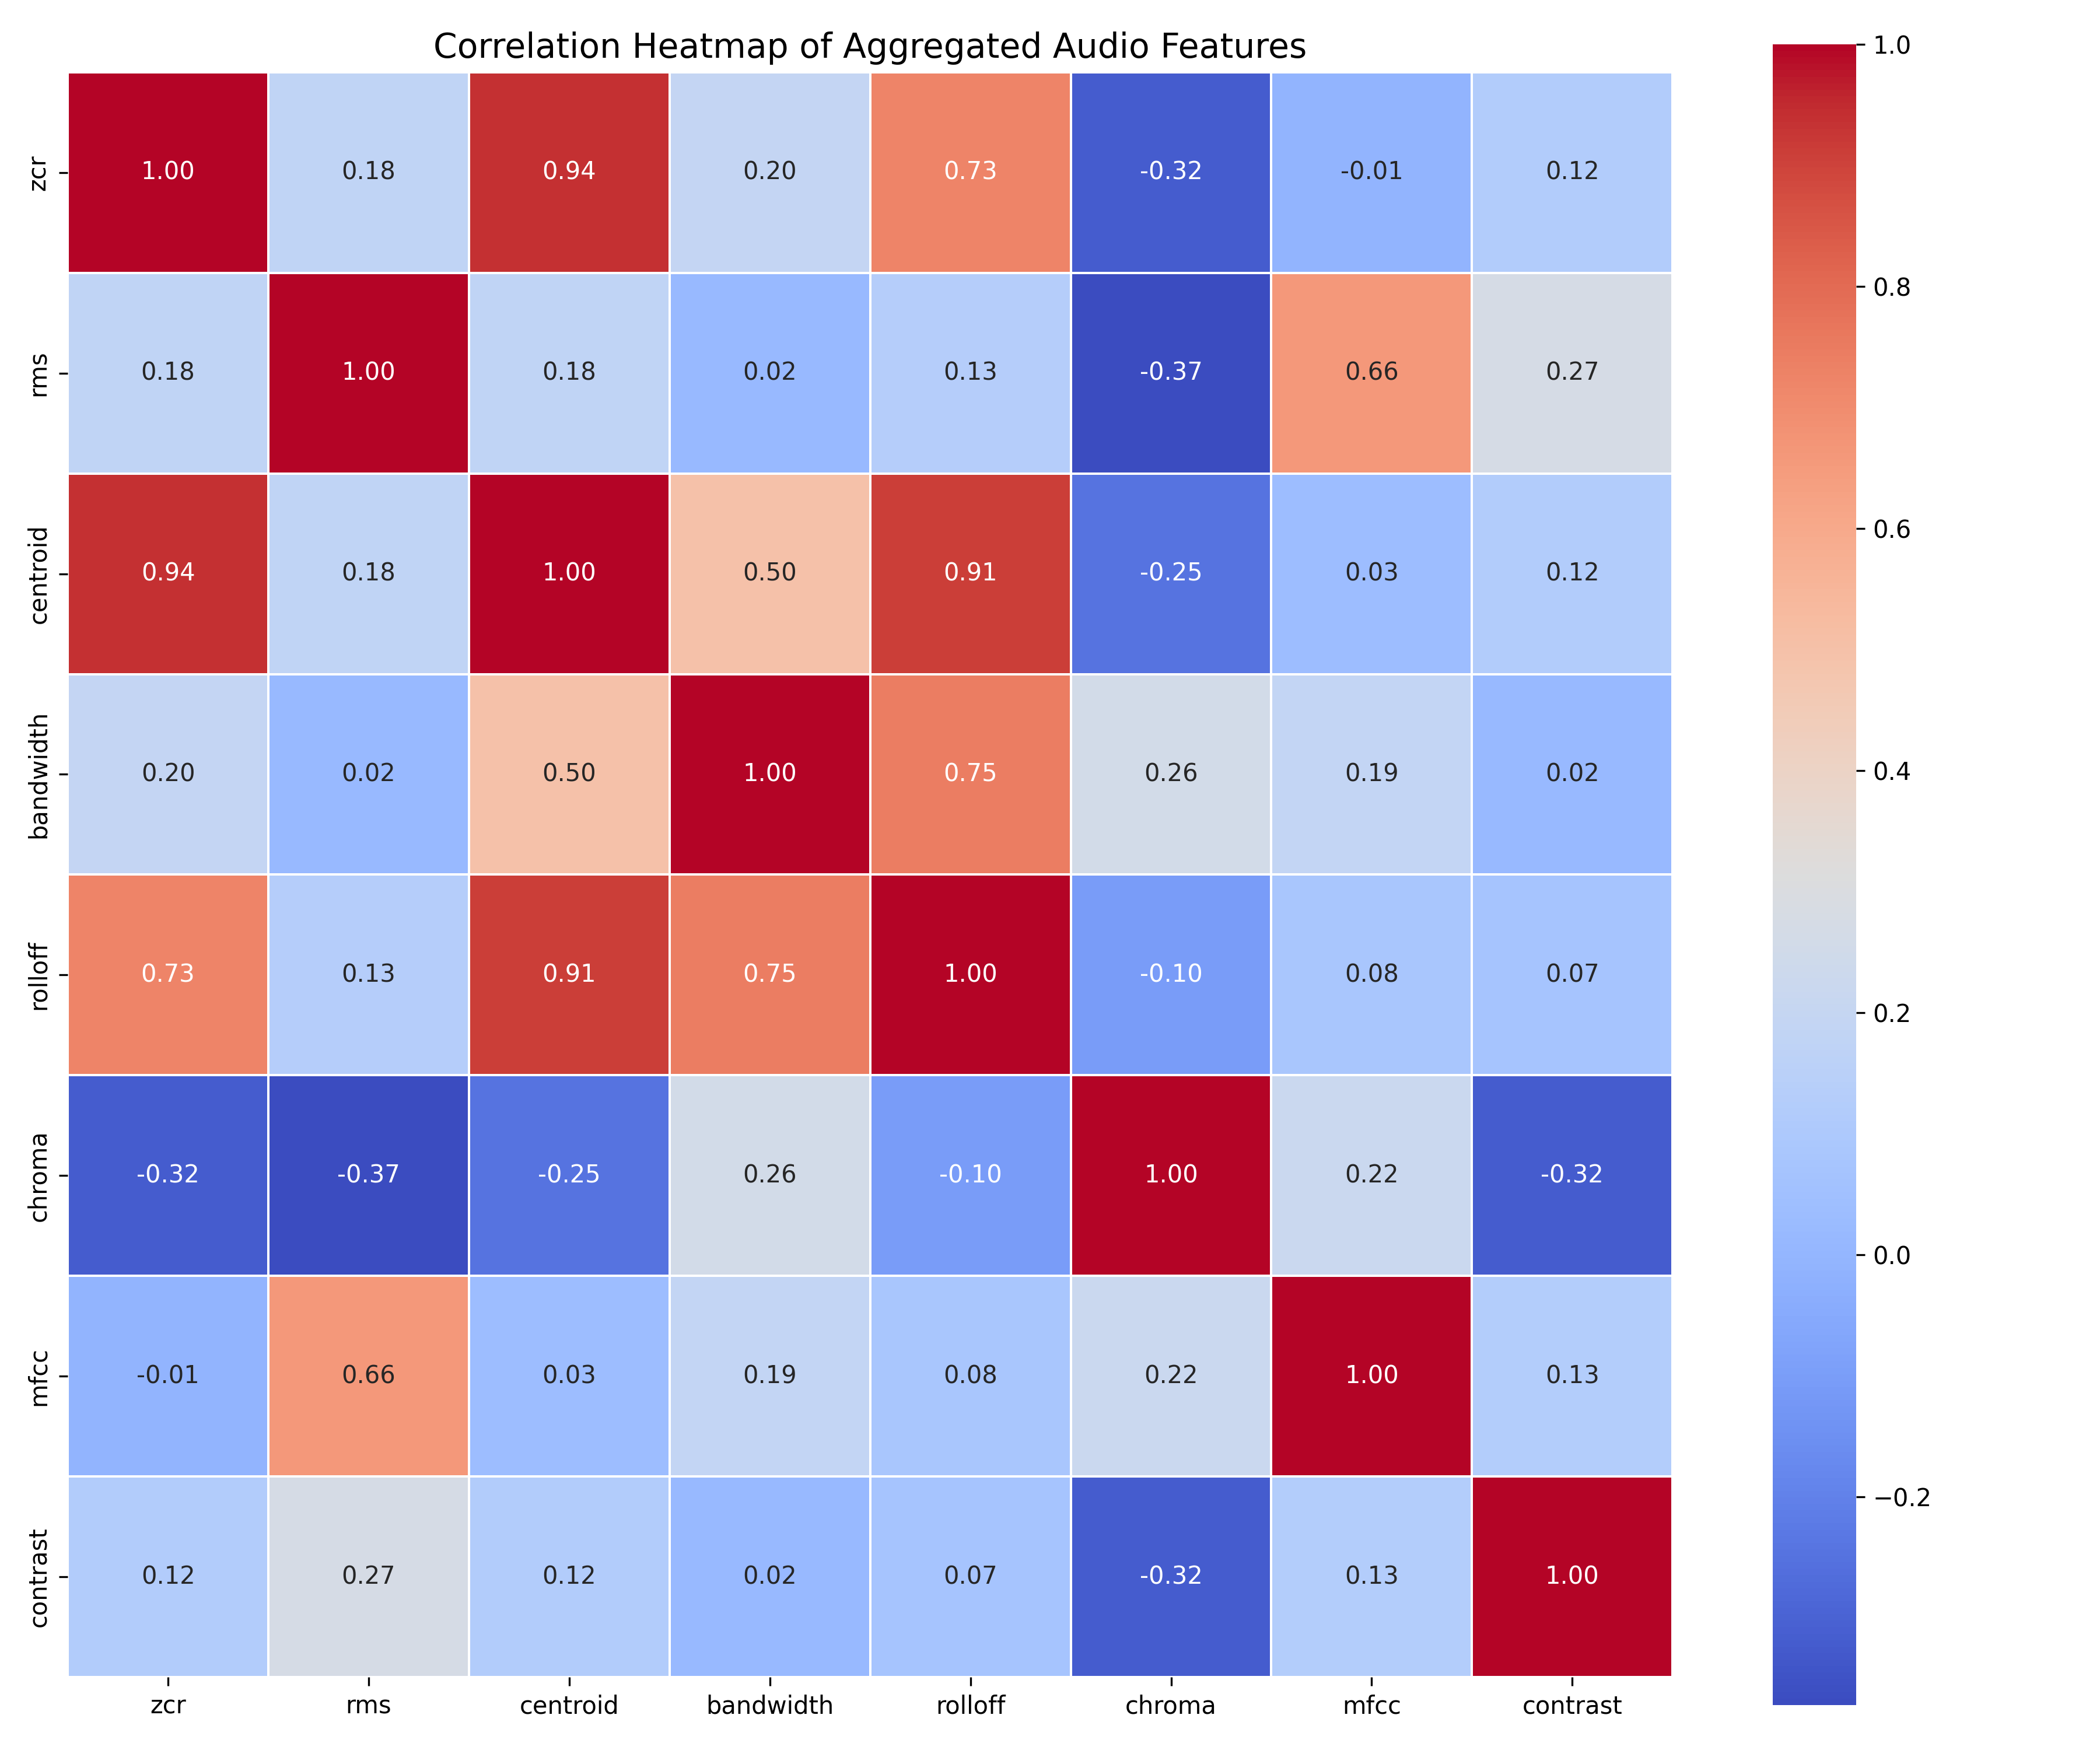 Correlation Heatmap of Aggregated Audio Features
zcr 1.00 0.18 0.94 0.20 0.73 -0.32 -0.01 0.12
rms 0.18 1.00 0.18 0.02 0.13 -0.37 0.66 0.27
centroid 0.94 0.18 1.00 0.50 0.91 -0.25 0.03 0.12
bandwidth 0.20 0.02 0.50 1.00 0.75 0.26 0.19 0.02
rolloff 0.73 0.13 0.91 0.75 1.00 -0.10 0.08 0.07
chroma -0.32 -0.37 -0.25 0.26 -0.10 1.00 0.22 -0.32
mfcc -0.01 0.66 0.03 0.19 0.08 0.22 1.00 0.13
contrast 0.12 0.27 0.12 0.02 0.07 -0.32 0.13 1.00
zcr rms centroid bandwidth rolloff chroma mfcc contrast
1.0
0.8
0.6
0.4
0.2
0.0
−0.2